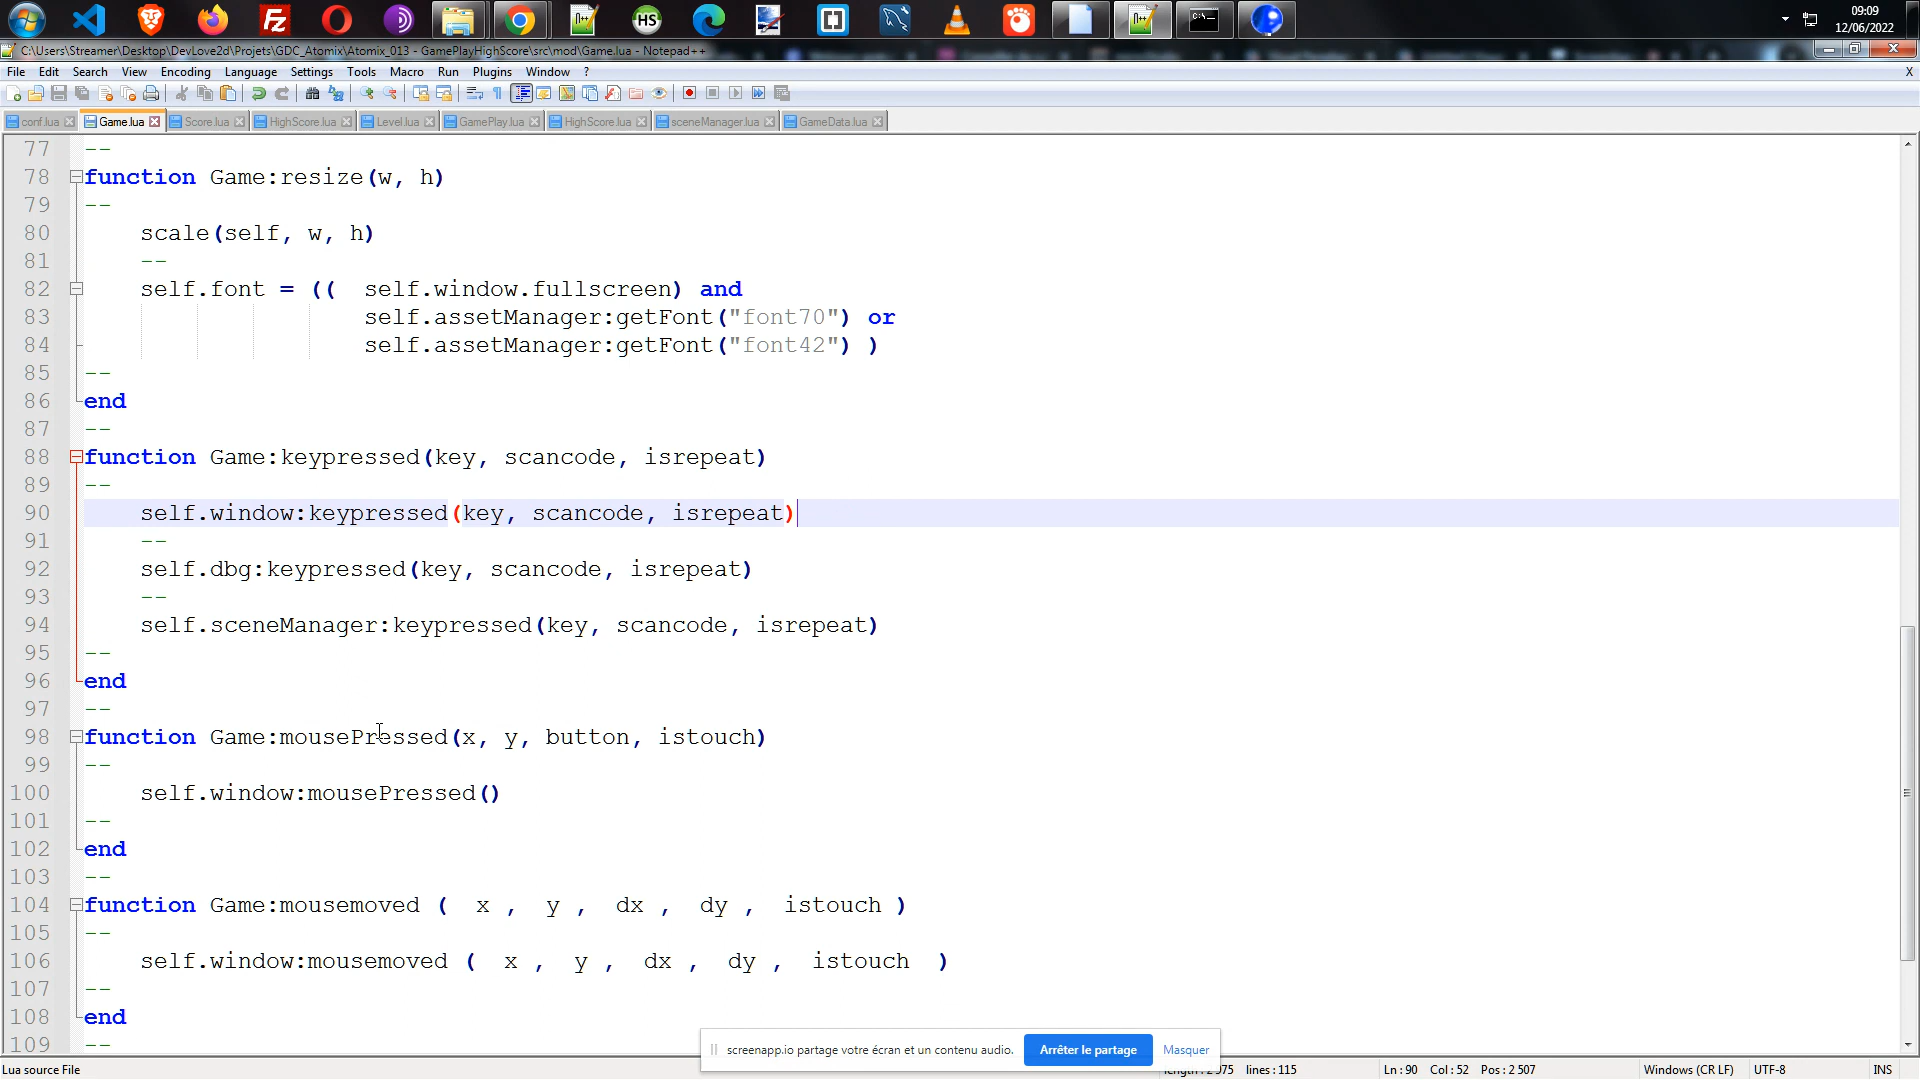 09:09
12/06/2022
C:\Users\Streamer\Desktop\DevLove2d\Projets\GDC_Atomix\Atomix_013 - GamePlayHighScore\src\mod\Game.lua - Notepad++
File Edit Search View Encoding Language Settings Tools Macro Run Plugins Window ? X
conf.lua Game.lua Score.lua HighScore.lua Level.lua GamePlay.lua HighScore.lua sceneManager.lua GameData.lua
77 --
78 function Game:resize(w, h)
79 --
80 scale(self, w, h)
81 --
82 self.font = (( self.window.fullscreen) and
83 self.assetManager:getFont("font70") or
84 self.assetManager:getFont("font42") )
85 --
86 end
87 --
88 function Game:keypressed(key, scancode, isrepeat)
89 --
90 self.window:keypressed(key, scancode, isrepeat)
91 --
92 self.dbg:keypressed(key, scancode, isrepeat)
93 --
94 self.sceneManager:keypressed(key, scancode, isrepeat)
95 --
96 end
97 --
98 function Game:mousePressed(x, y, button, istouch)
99 --
100 self.window:mousePressed()
101 --
102 end
103 --
104 function Game:mousemoved ( x , y , dx , dy , istouch )
105 --
106 self.window:mousemoved ( x , y , dx , dy , istouch )
107 --
108 end
109 --
screenapp.io partage votre écran et un contenu audio. Arrêter le partage Masquer
Lua source File lines : 115 Ln : 90 Col : 52 Pos : 2 507 Windows (CR LF) UTF-8 INS